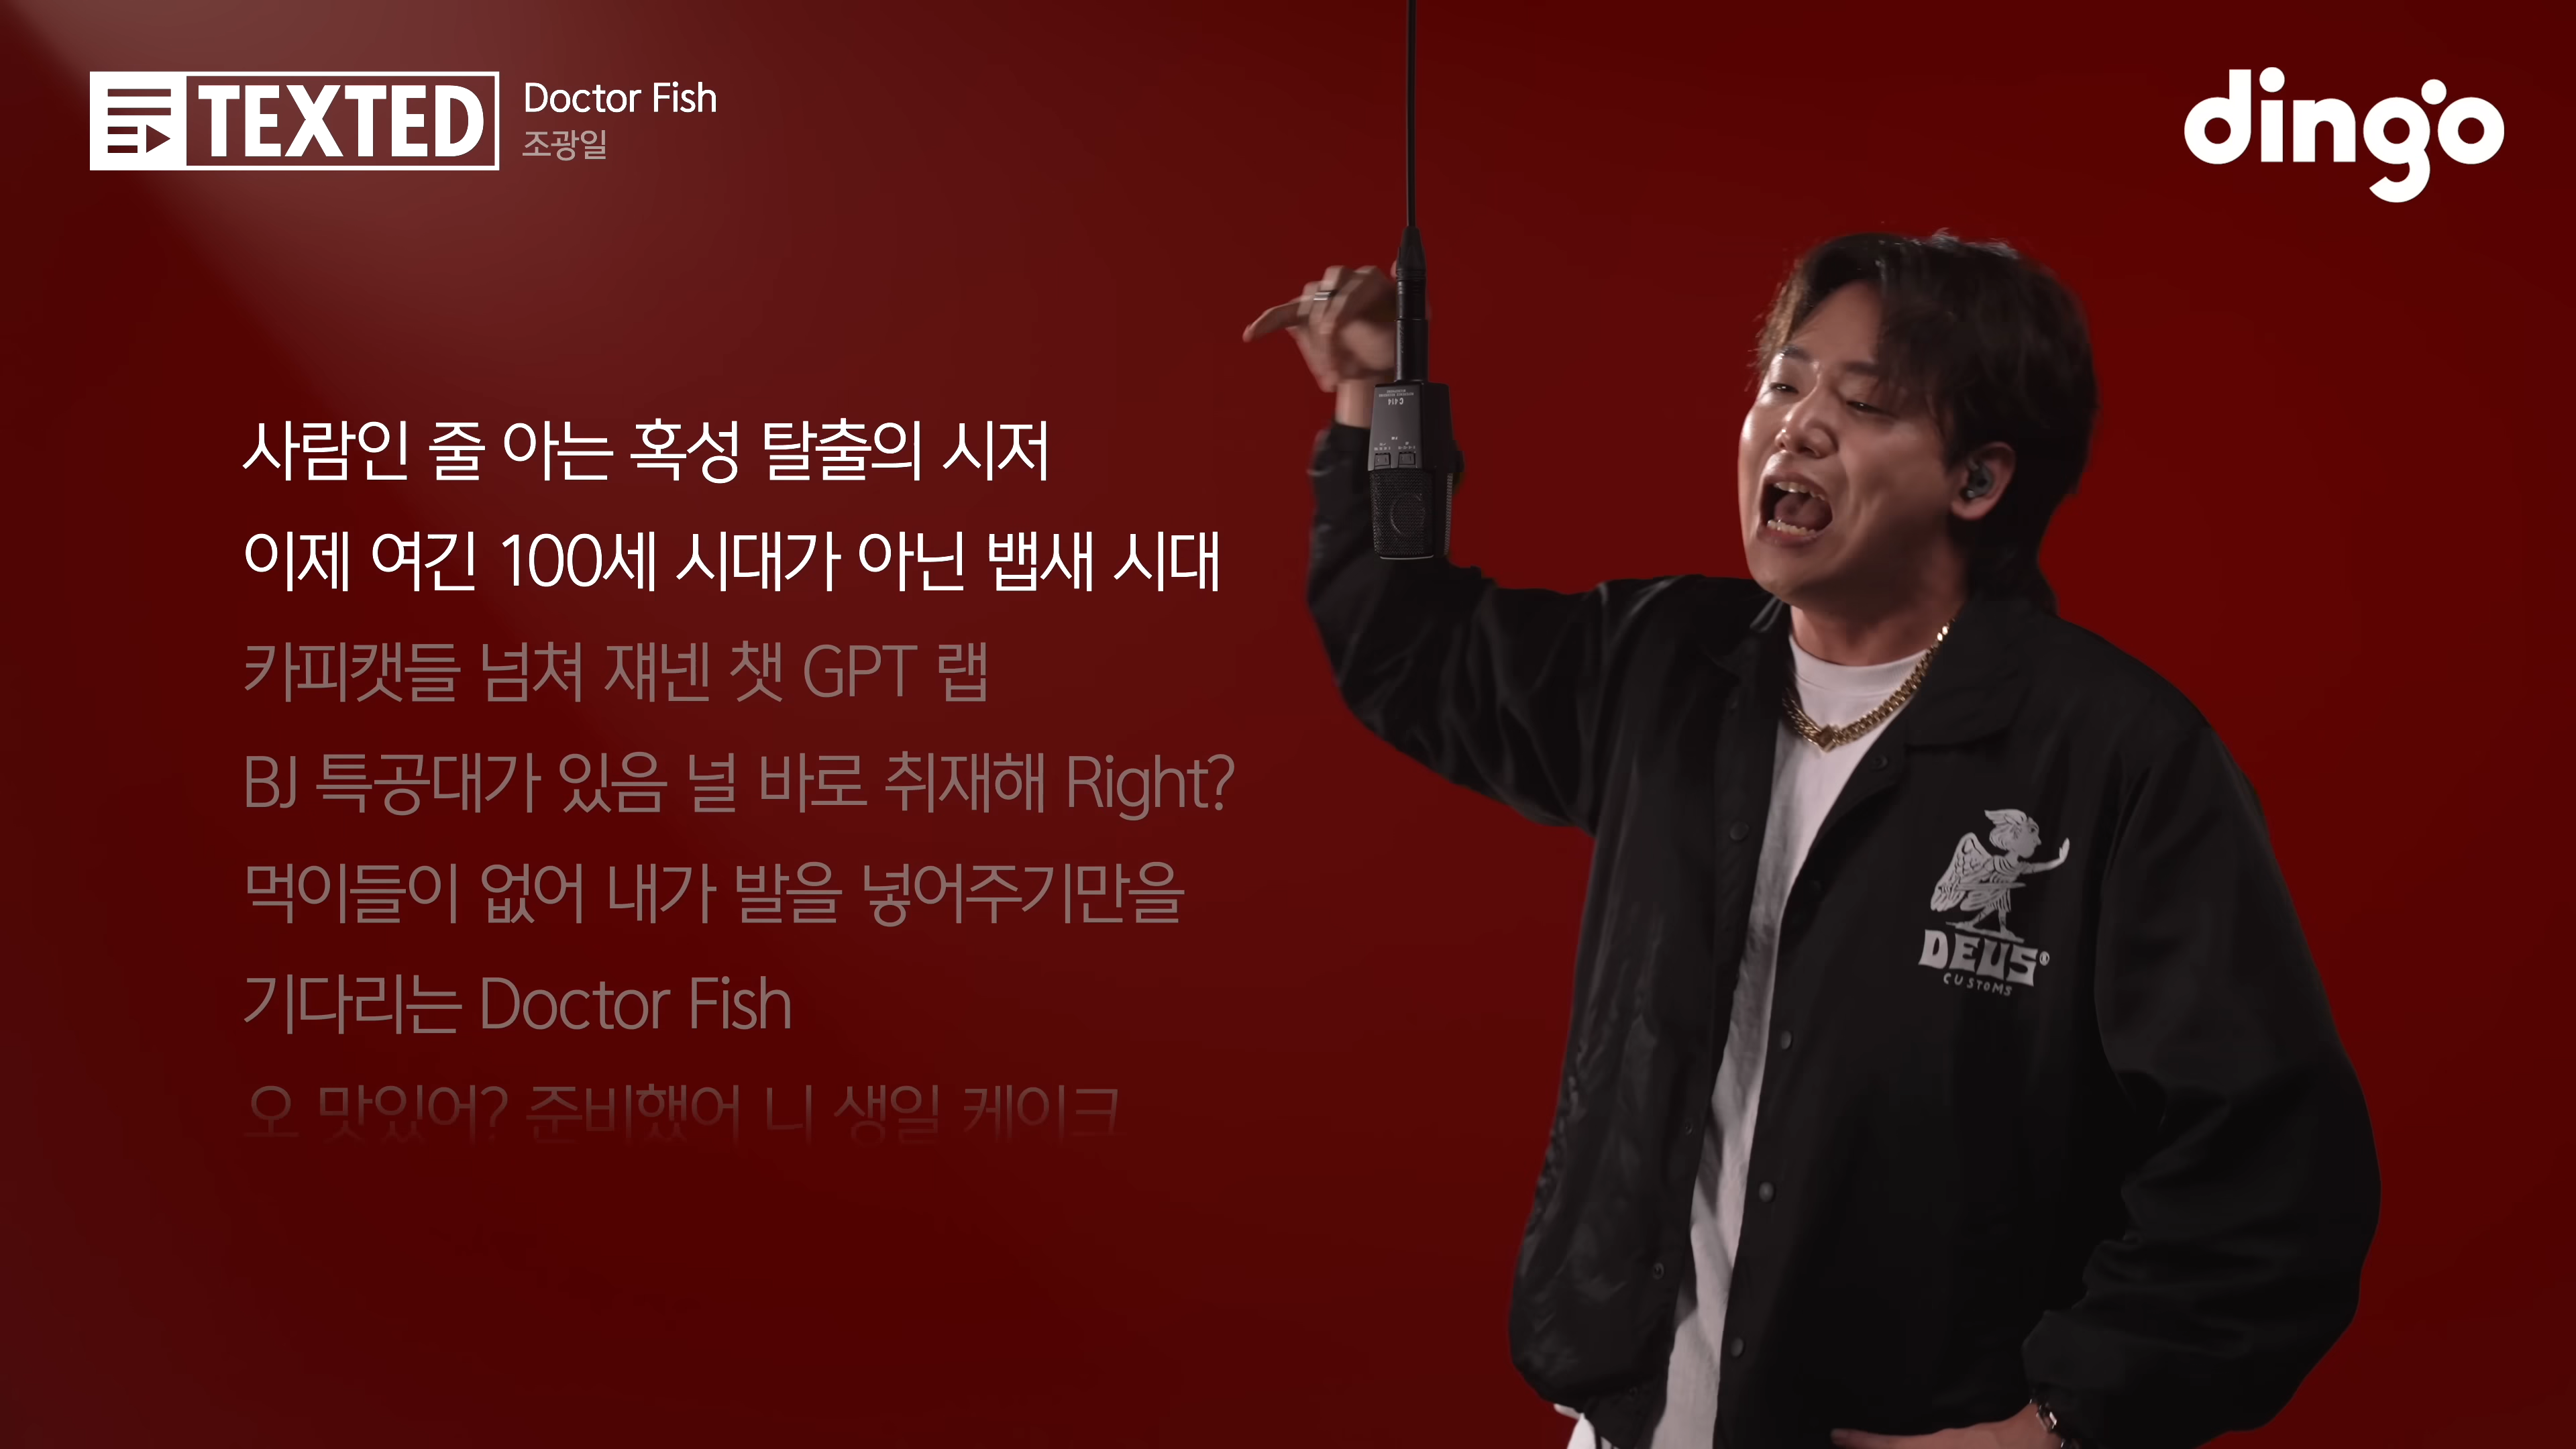 TEXTED
Doctor Fish
조광일
dingo
사람인 줄 아는 혹성 탈출의 시저
이제 여긴 100세 시대가 아닌 뱁새 시대
카피캣들 넘쳐 쟤넨 챗 GPT 랩
BJ 특공대가 있음 널 바로 취재해 Right?
먹이들이 없어 내가 발을 넣어주기만을
기다리는 Doctor Fish
오 맛있어? 준비했어 니 생일 케이크
C414
DEUS®
CUSTOMS